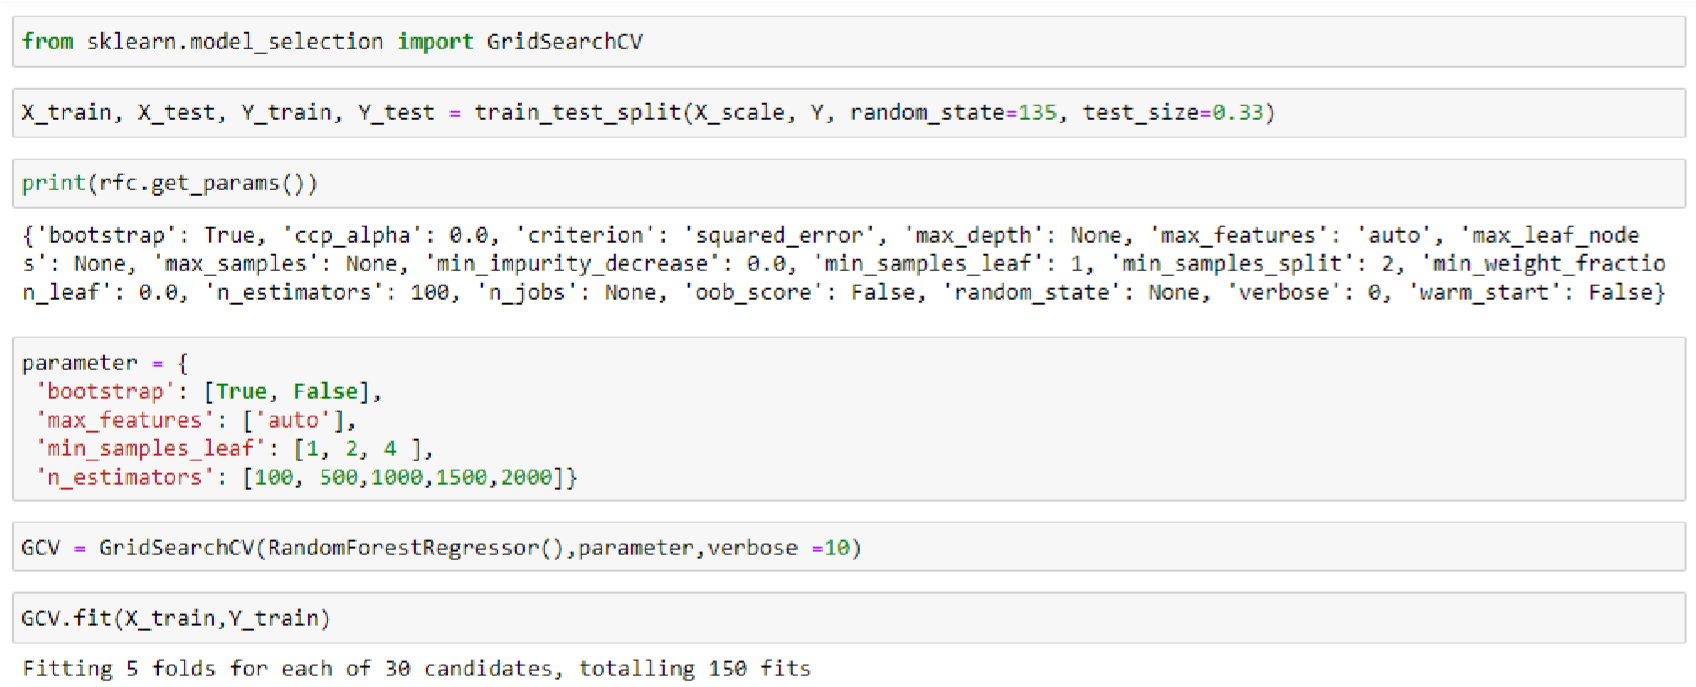 from sklearn.model_selection import GridSearchCV
X_train, X_test, Y_train, Y_test = train_test_split(X_scale, Y, random_state=135, test_size=0.33)
print(rfc.get_params())
{'bootstrap': True, 'ccp_alpha': 0.0, 'criterion': 'squared_error', 'max_depth': None, 'max_features': 'auto', 'max_leaf_node
s': None, 'max_samples': None, 'min_impurity_decrease': 0.0, 'min_samples_leaf': 1, 'min_samples_split': 2, 'min_weight_fractio
n_leaf': 0.0, 'n_estimators': 100, 'n_jobs': None, 'oob_score': False, 'random_state': None, 'verbose': 0, 'warm_start': False}
parameter = {
 'bootstrap': [True, False],
 'max_features': ['auto'],
 'min_samples_leaf': [1, 2, 4 ],
 'n_estimators': [100, 500,1000,1500,2000]}
GCV = GridSearchCV(RandomForestRegressor(),parameter,verbose =10)
GCV.fit(X_train,Y_train)
Fitting 5 folds for each of 30 candidates, totalling 150 fits